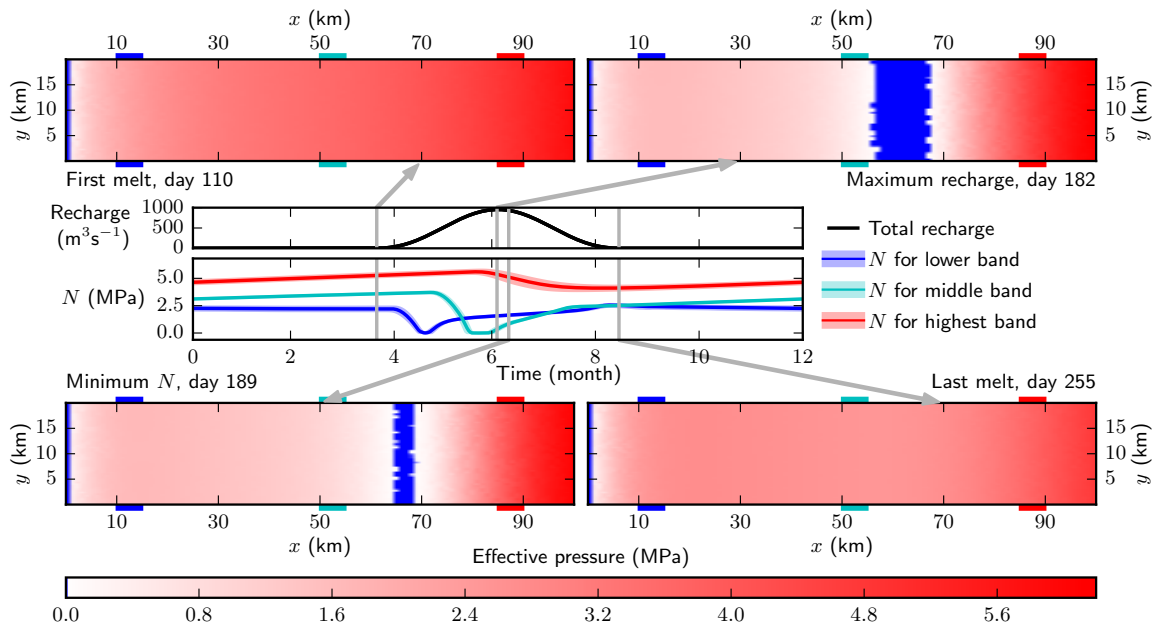 x (km)
x (km)
10 30 50 70 90
10 30 50 70 90
y (km)
15
10
5
15
10
5
y (km)
First melt, day 110
Maximum recharge, day 182
Recharge
(m³s⁻¹)
1000
500
0
Total recharge
N (MPa)
5.0
2.5
0.0
N for lower band
N for middle band
N for highest band
0 2 4 6 8 10 12
Time (month)
Minimum N, day 189
Last melt, day 255
y (km)
15
10
5
15
10
5
y (km)
10 30 50 70 90
10 30 50 70 90
x (km)
x (km)
Effective pressure (MPa)
0.0 0.8 1.6 2.4 3.2 4.0 4.8 5.6